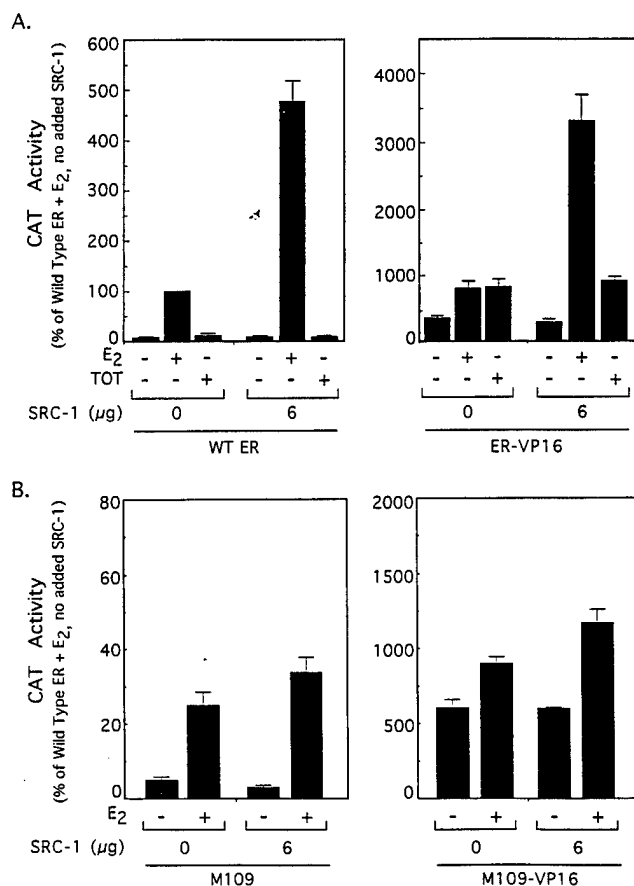 A.
CAT Activity
(% of Wild Type ER + E2, no added SRC-1)
600
500
400
300
200
100
0
4000
3000
2000
1000
0
E2 - + - - + - - + - - + -
TOT - - + - - + - - + - - +
SRC-1 (µg) 0 6 0 6
WT ER ER-VP16
B.
CAT Activity
(% of Wild Type ER + E2, no added SRC-1)
80
60
40
20
0
2000
1500
1000
500
0
E2 - + - + - + - +
SRC-1 (µg) 0 6 0 6
M109 M109-VP16